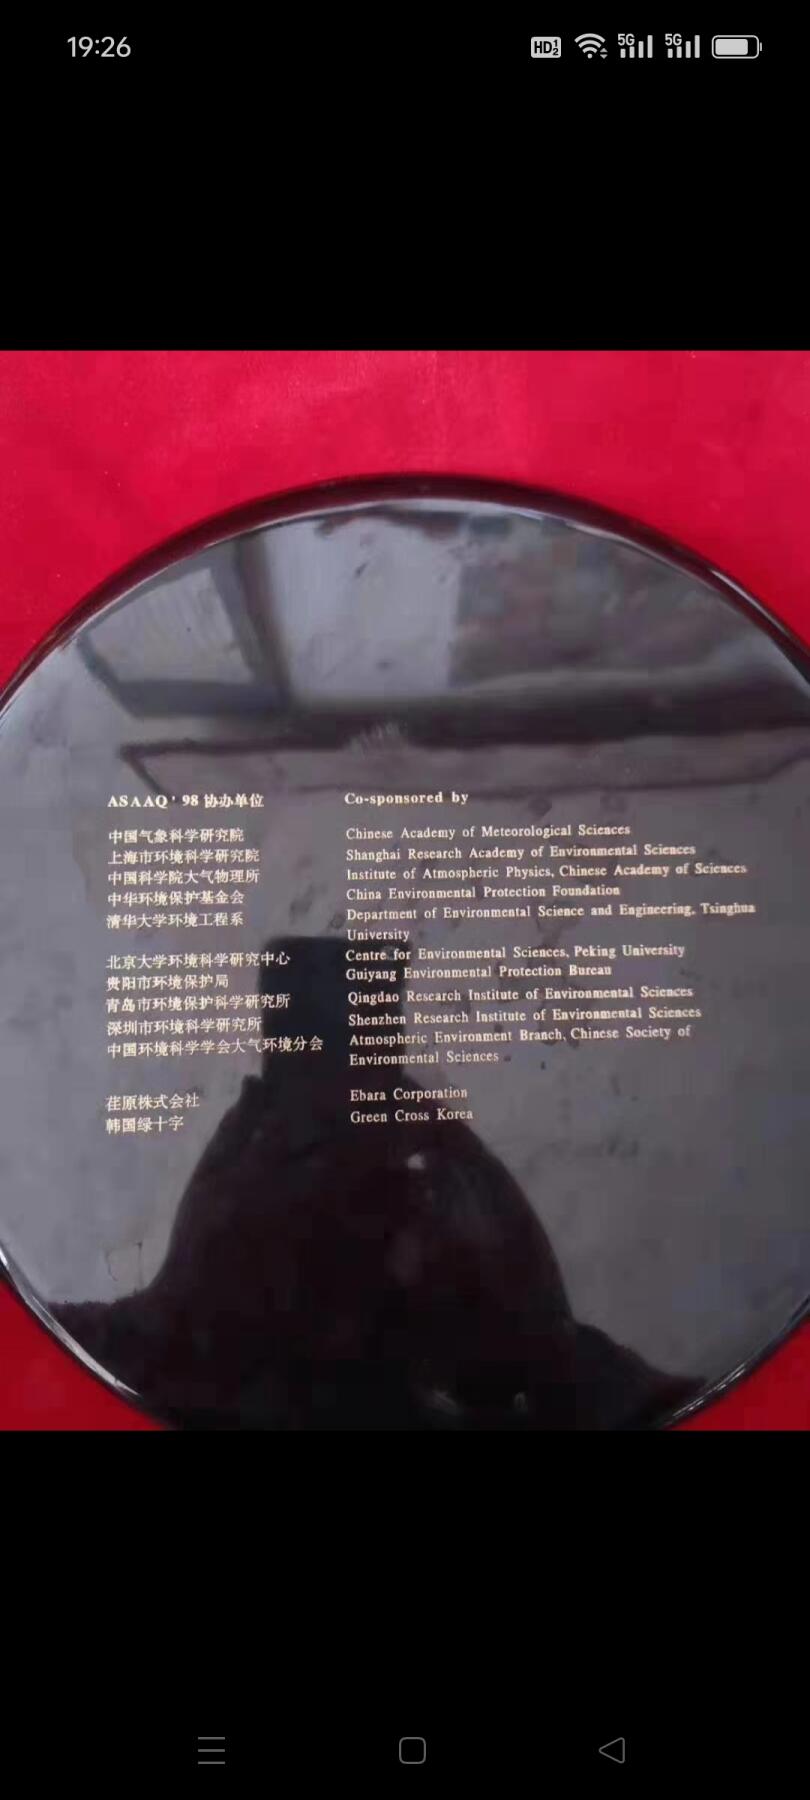 19:26
HD 1 2
5G
5G
ASAAQ'98 协办单位 Co-sponsored by
中国气象科学研究院 Chinese Academy of Meteorological Sciences
上海市环境科学研究院 Shanghai Research Academy of Environmental Sciences
中国科学院大气物理所 Institute of Atmospheric Physics, Chinese Academy of Sciences
中华环境保护基金会 China Environmental Protection Foundation
清华大学环境工程系 Department of Environmental Science and Engineering, Tsinghua
University
北京大学环境科学研究中心 Centre for Environmental Sciences, Peking University
贵阳市环境保护局 Guiyang Environmental Protection Bureau
青岛市环境保护科学研究所 Qingdao Research Institute of Environmental Sciences
深圳市环境科学研究所 Shenzhen Research Institute of Environmental Sciences
中国环境科学学会大气环境分会 Atmospheric Environment Branch, Chinese Society of
Environmental Sciences
荏原株式会社 Ebara Corporation
韩国绿十字 Green Cross Korea